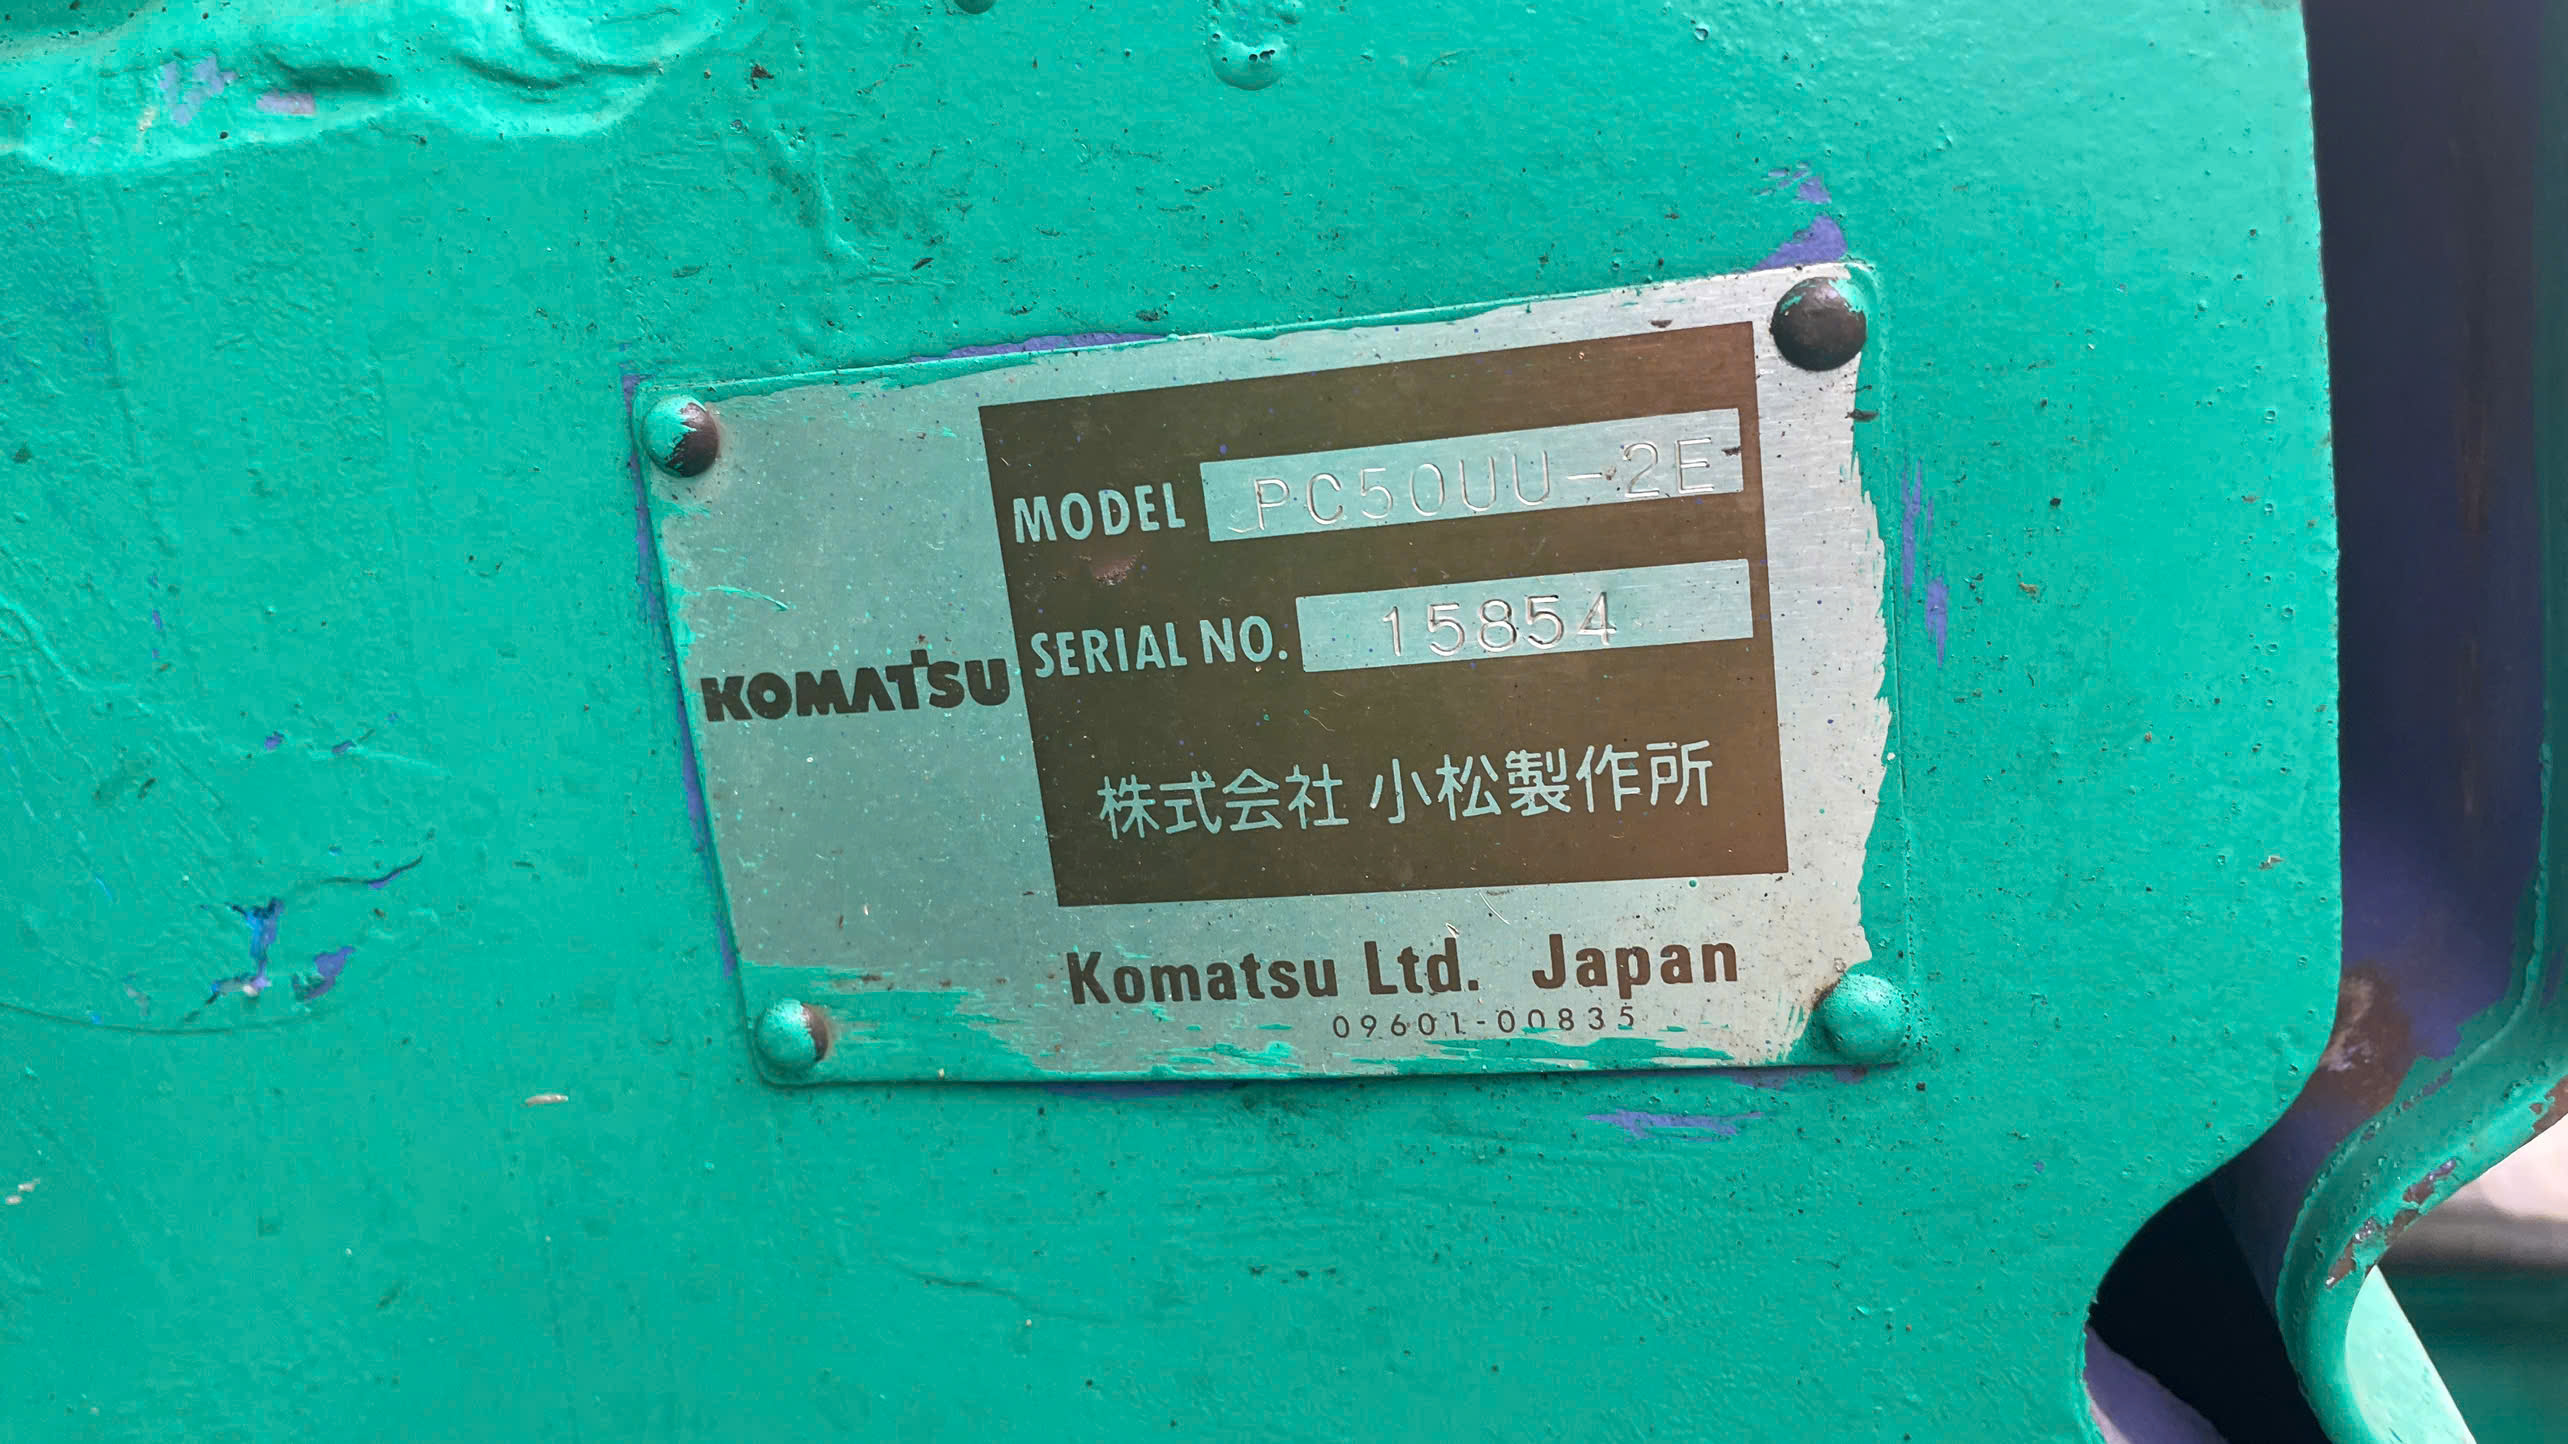 MODEL PC50UU-2E
SERIAL NO. 15854
KOMATSU
株式会社 小松製作所
Komatsu Ltd. Japan
09601-00835